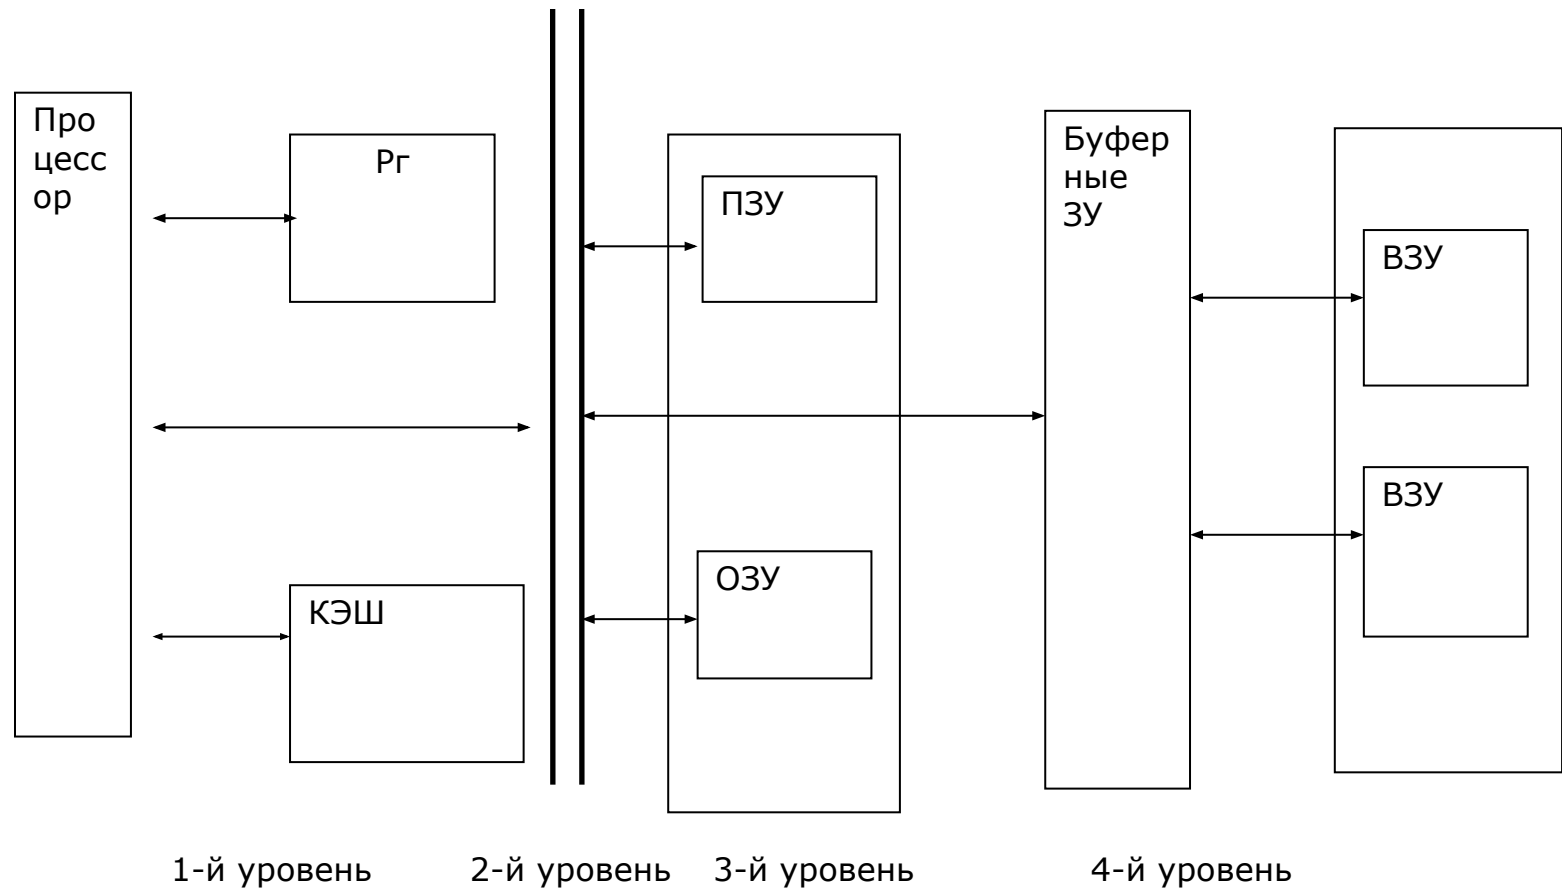 Про
цесс
ор
Рг
КЭШ
ПЗУ
ОЗУ
Буфер
ные
ЗУ
ВЗУ
ВЗУ
1-й уровень
2-й уровень
3-й уровень
4-й уровень